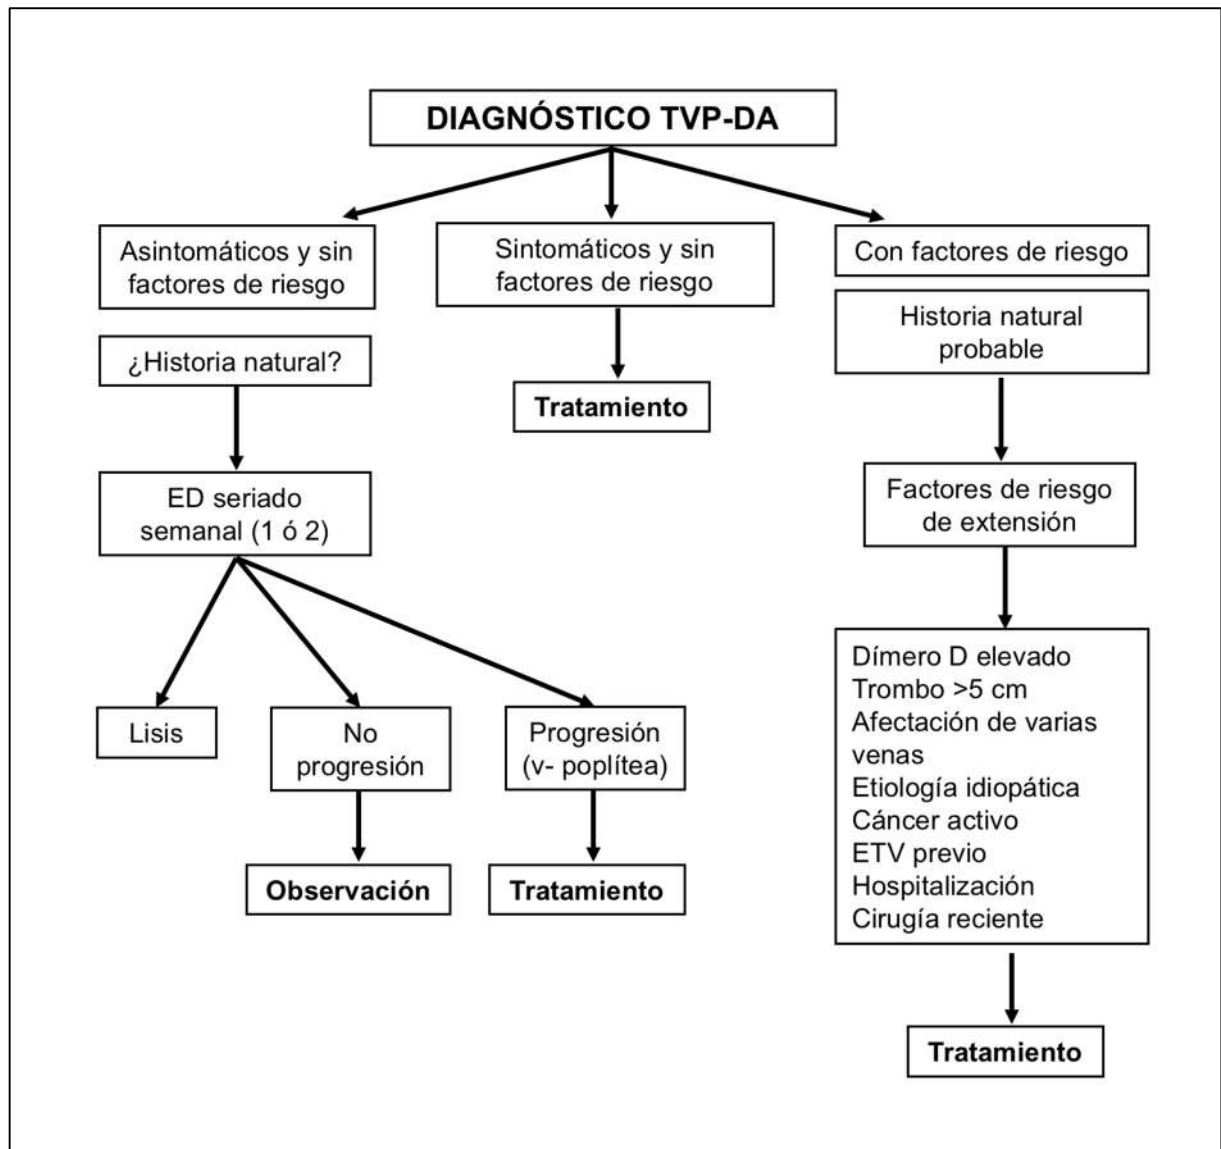 DIAGNÓSTICO TVP-DA
Asintomáticos y sin
factores de riesgo
¿Historia natural?
ED seriado
semanal (1 ó 2)
Lisis
No
progresión
Observación
Progresión
(v- poplítea)
Tratamiento
Sintomáticos y sin
factores de riesgo
Tratamiento
Con factores de riesgo
Historia natural
probable
Factores de riesgo
de extensión
Dímero D elevado
Trombo >5 cm
Afectación de varias
venas
Etiología idiopática
Cáncer activo
ETV previo
Hospitalización
Cirugía reciente
Tratamiento